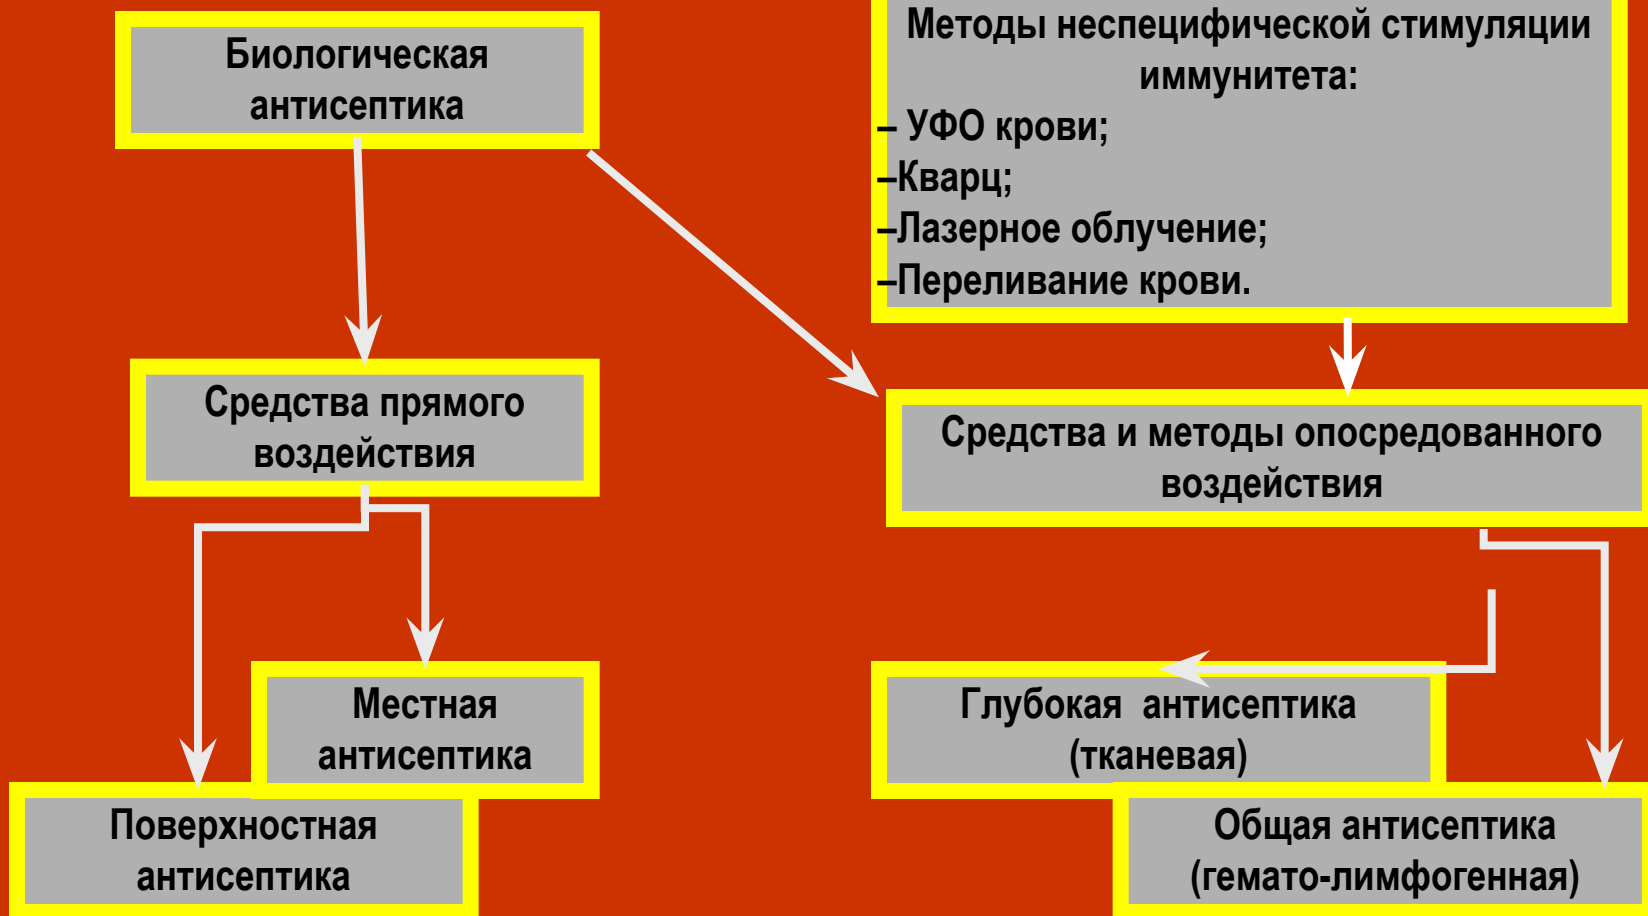 Биологическая
антисептика
Методы неспецифической стимуляции
иммунитета:
– УФО крови;
–Кварц;
–Лазерное облучение;
–Переливание крови.
Средства прямого
воздействия
Средства и методы опосредованного
воздействия
Местная
антисептика
Поверхностная
антисептика
Глубокая антисептика
(тканевая)
Общая антисептика
(гемато-лимфогенная)